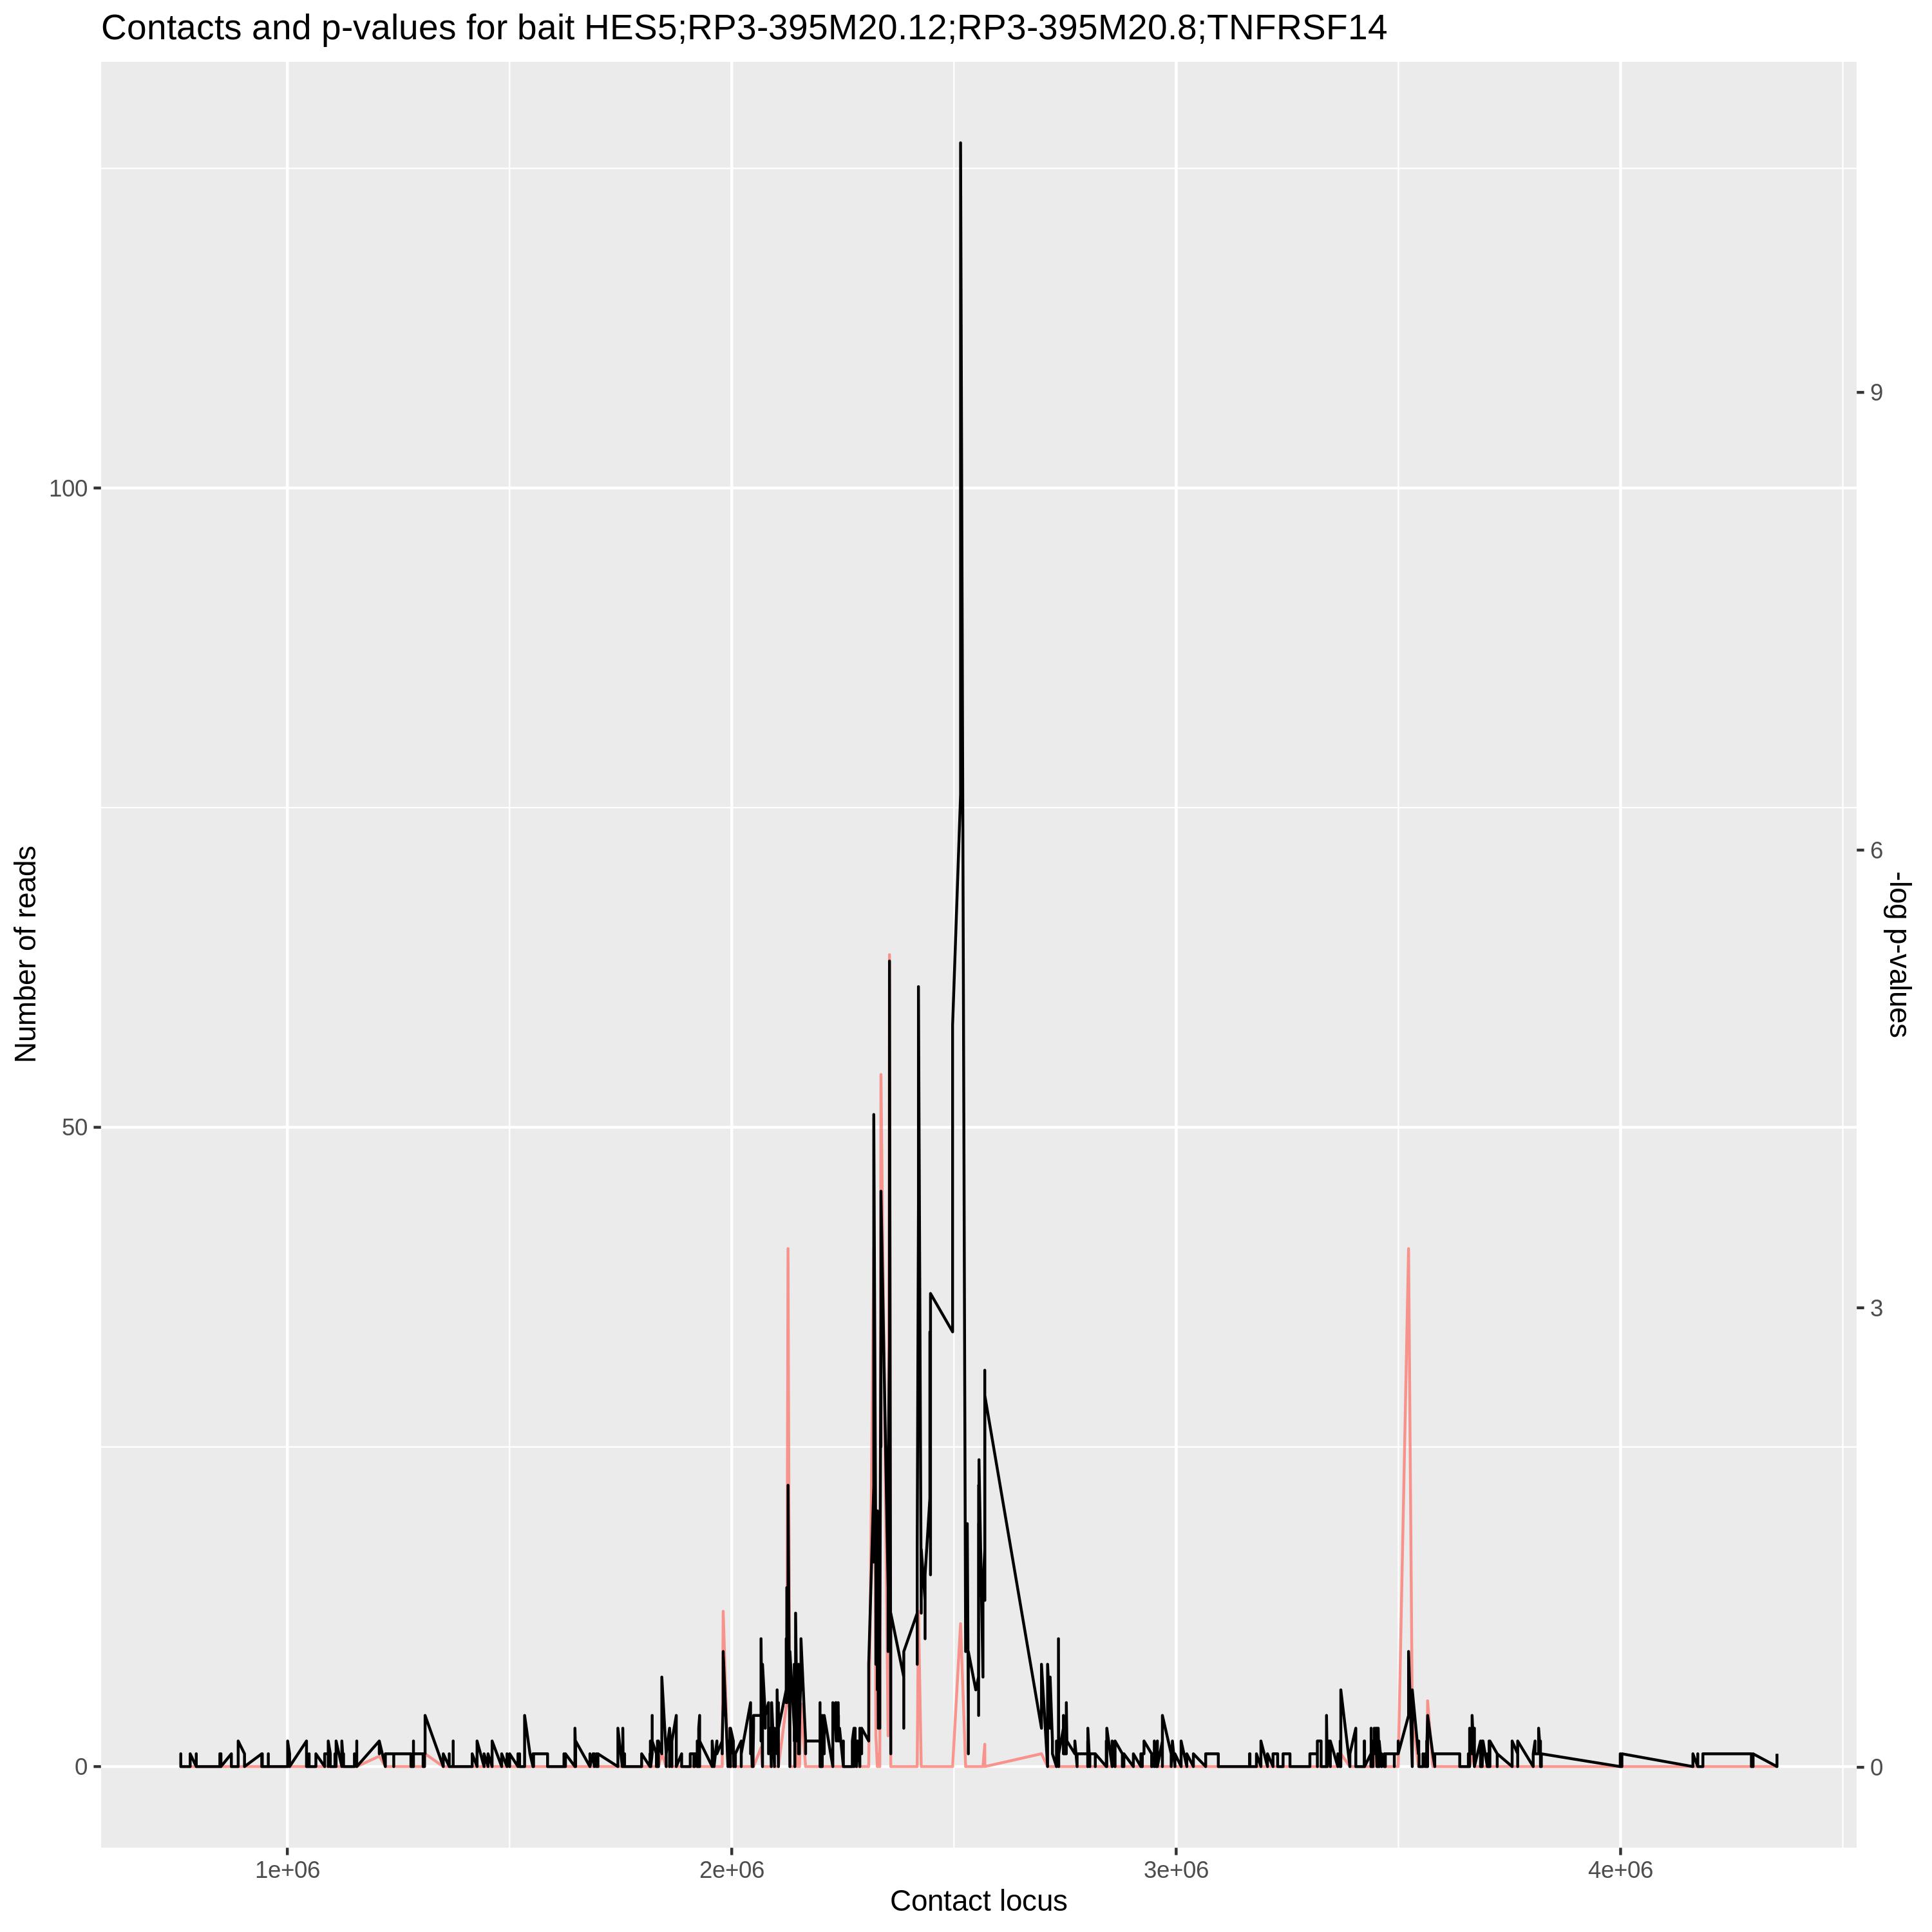 Contacts and p-values for bait HES5;RP3-395M20.12;RP3-395M20.8;TNFRSF14
Number of reads
100
50
0
9
6
3
0
-log p-values
1e+06
2e+06
3e+06
4e+06
Contact locus